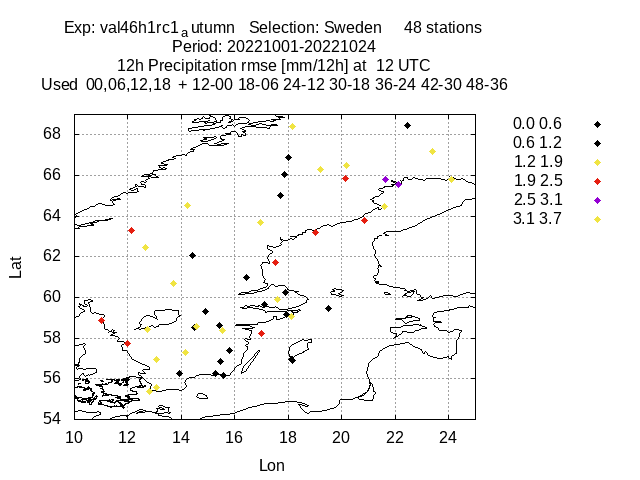 Exp: val46h1rc1autumn   Selection: Sweden     48 stations
Period: 20221001-20221024
12h Precipitation rmse [mm/12h] at  12 UTC
Used  00,06,12,18  + 12-00 18-06 24-12 30-18 36-24 42-30 48-36
0.0 0.6
0.6 1.2
1.2 1.9
1.9 2.5
2.5 3.1
3.1 3.7
68
66
64
62
60
58
56
54
Lat
10 12 14 16 18 20 22 24
Lon